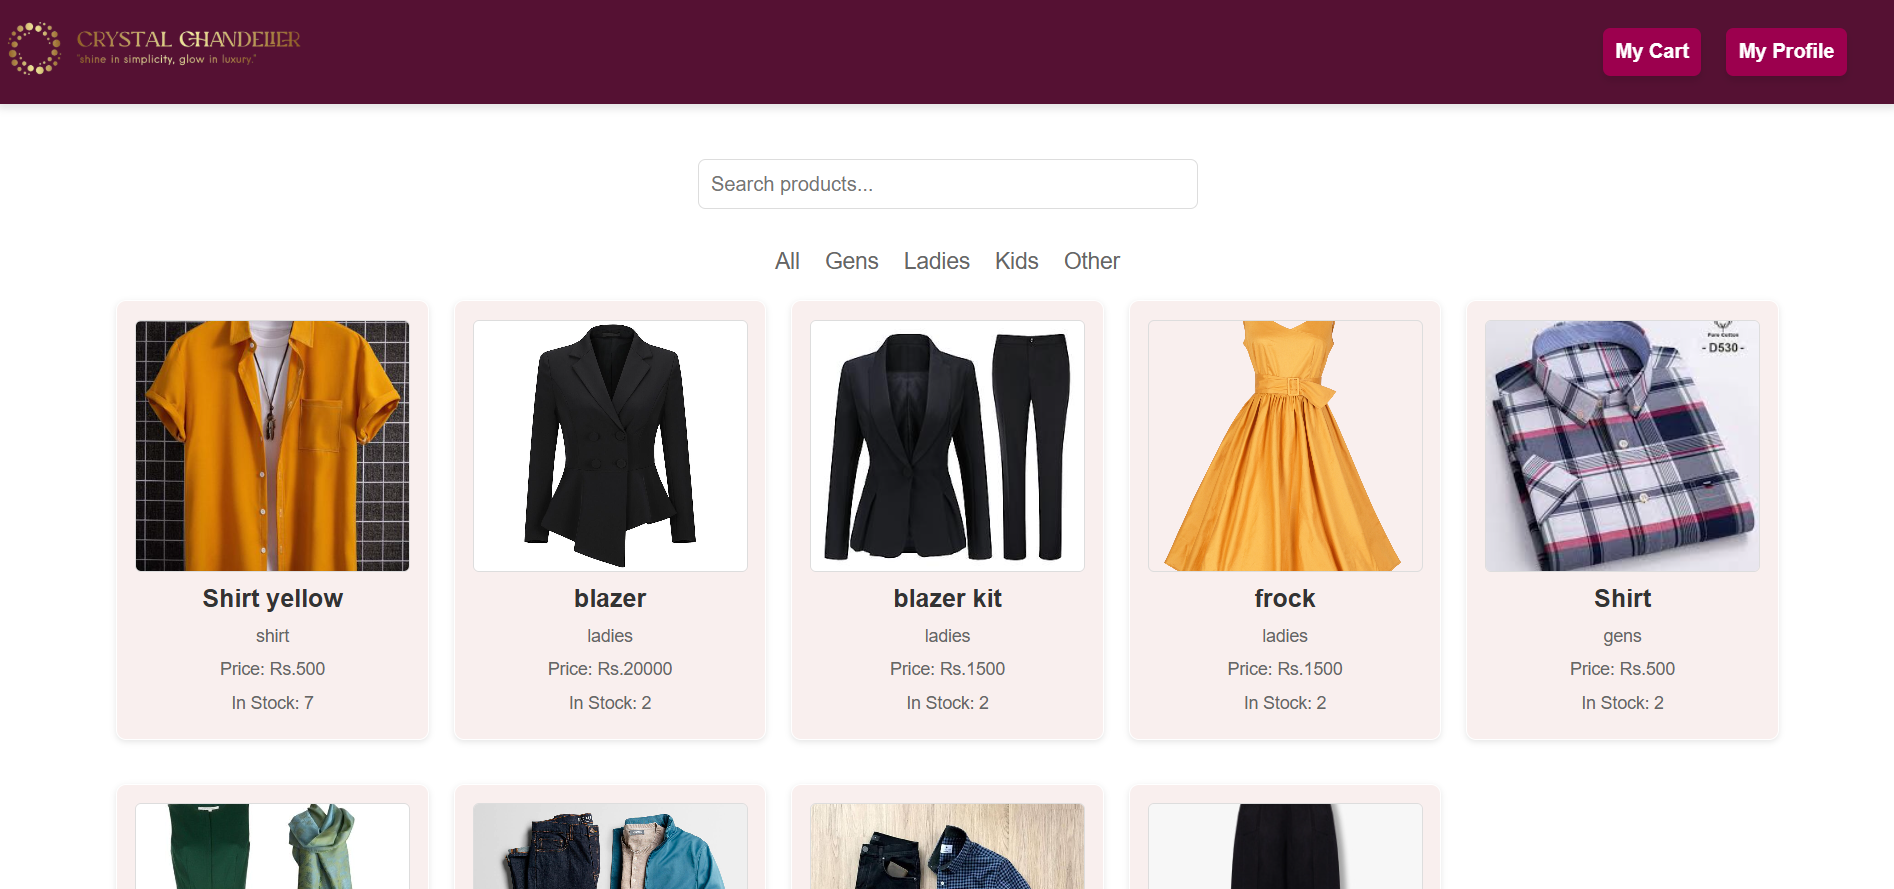 CRYSTAL CHANDELIER
"shine in simplicity, glow in luxury."
My Cart
My Profile
Search products...
All Gens Ladies Kids Other
Pure Cotton
- D530 -
Shirt yellow
shirt
Price: Rs.500
In Stock: 7
blazer
ladies
Price: Rs.20000
In Stock: 2
blazer kit
ladies
Price: Rs.1500
In Stock: 2
frock
ladies
Price: Rs.1500
In Stock: 2
Shirt
gens
Price: Rs.500
In Stock: 2